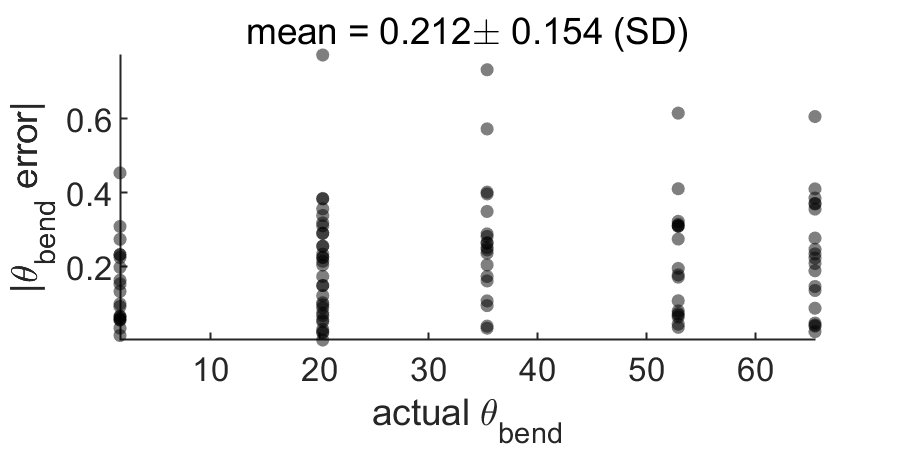 mean = 0.212± 0.154 (SD)
|θbend error|
0.6
0.4
0.2
10 20 30 40 50 60
actual θbend